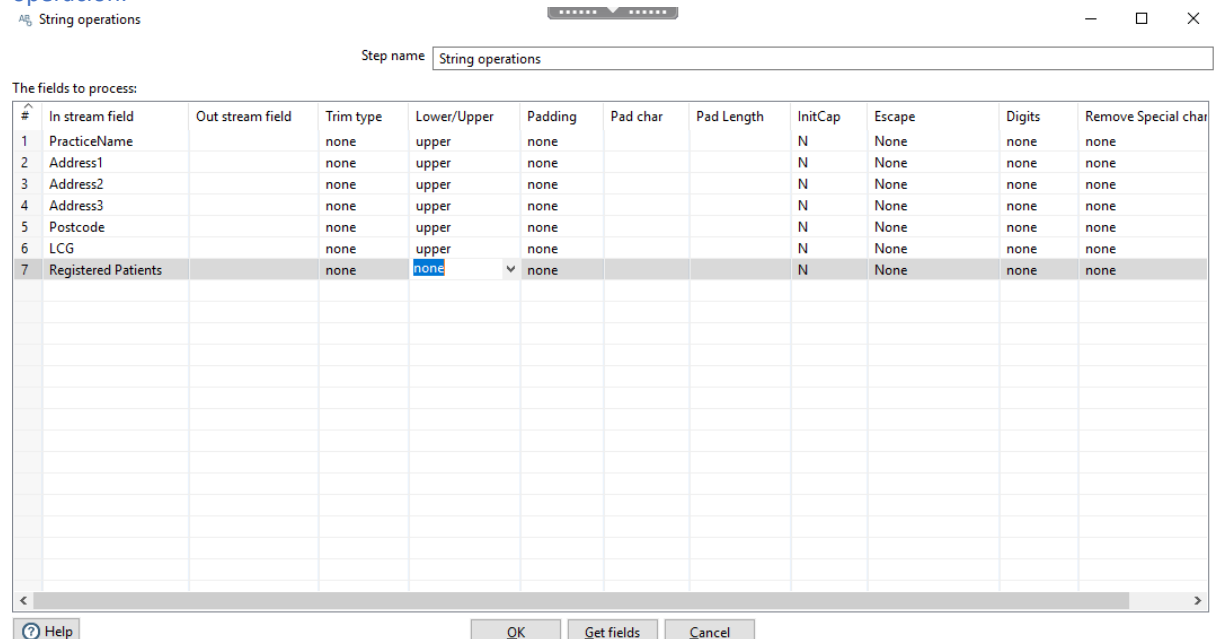 operation.
String operations
Step name String operations
The fields to process:
# In stream field Out stream field Trim type Lower/Upper Padding Pad char Pad Length InitCap Escape Digits Remove Special char
1 PracticeName none upper none N None none none
2 Address1 none upper none N None none none
3 Address2 none upper none N None none none
4 Address3 none upper none N None none none
5 Postcode none upper none N None none none
6 LCG none upper none N None none none
7 Registered Patients none none none N None none none
Help OK Get fields Cancel